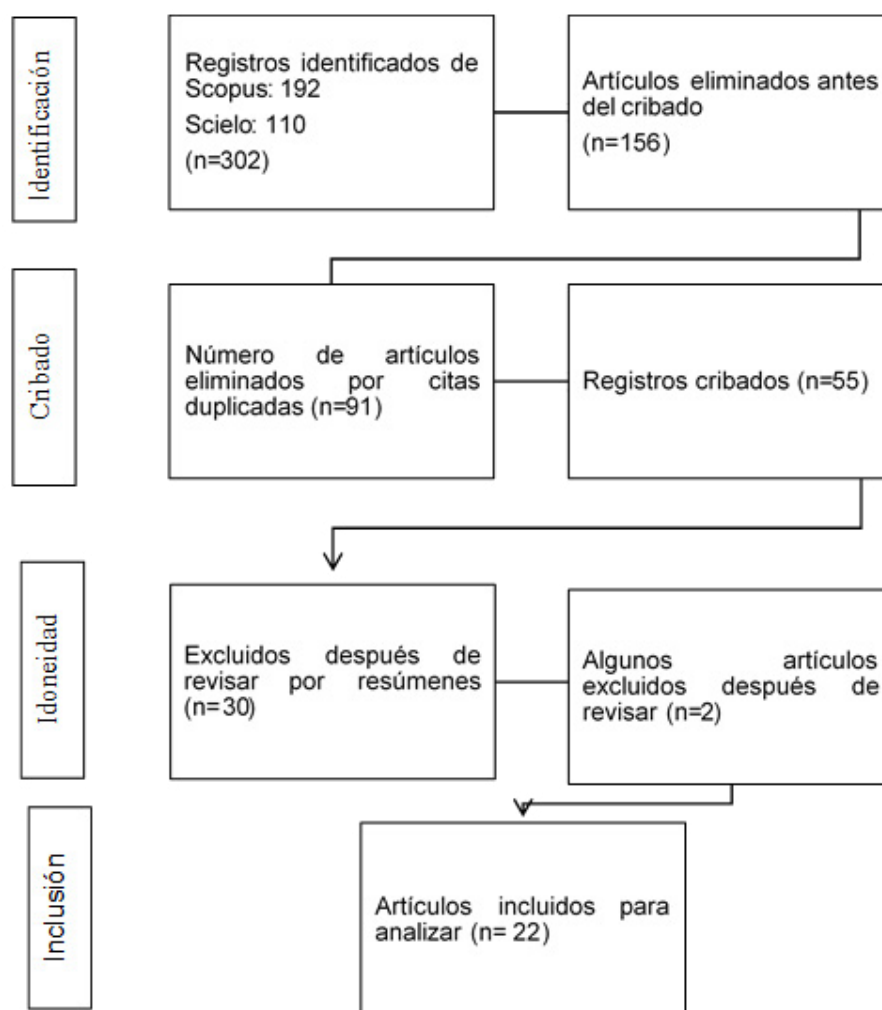 Identificación
Registros identificados de
Scopus: 192
Scielo: 110
(n=302)
Artículos eliminados antes
del cribado
(n=156)
Cribado
Número de artículos
eliminados por citas
duplicadas (n=91)
Registros cribados (n=55)
Idoneidad
Excluidos después de
revisar por resúmenes
(n=30)
Algunos artículos
excluidos después de
revisar (n=2)
Inclusión
Artículos incluidos para
analizar (n= 22)